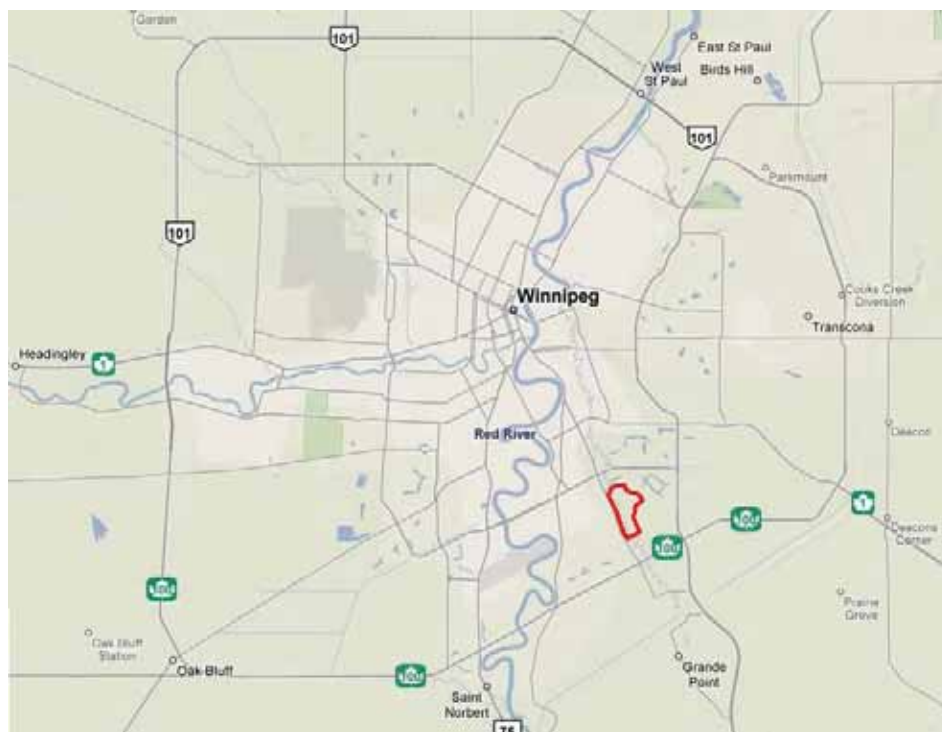 Gordon
101
East St Paul
West
St Paul
Birds Hill
101
Paramount
101
Winnipeg
Cooks Creek
Diversion
Transcona
Headingley
1
Red River
Deacon
1
100
100
Deacons
Corner
100
Prairie
Grove
Oak Bluff
Station
Oak Bluff
100
Grande
Point
Saint
Norbert
75